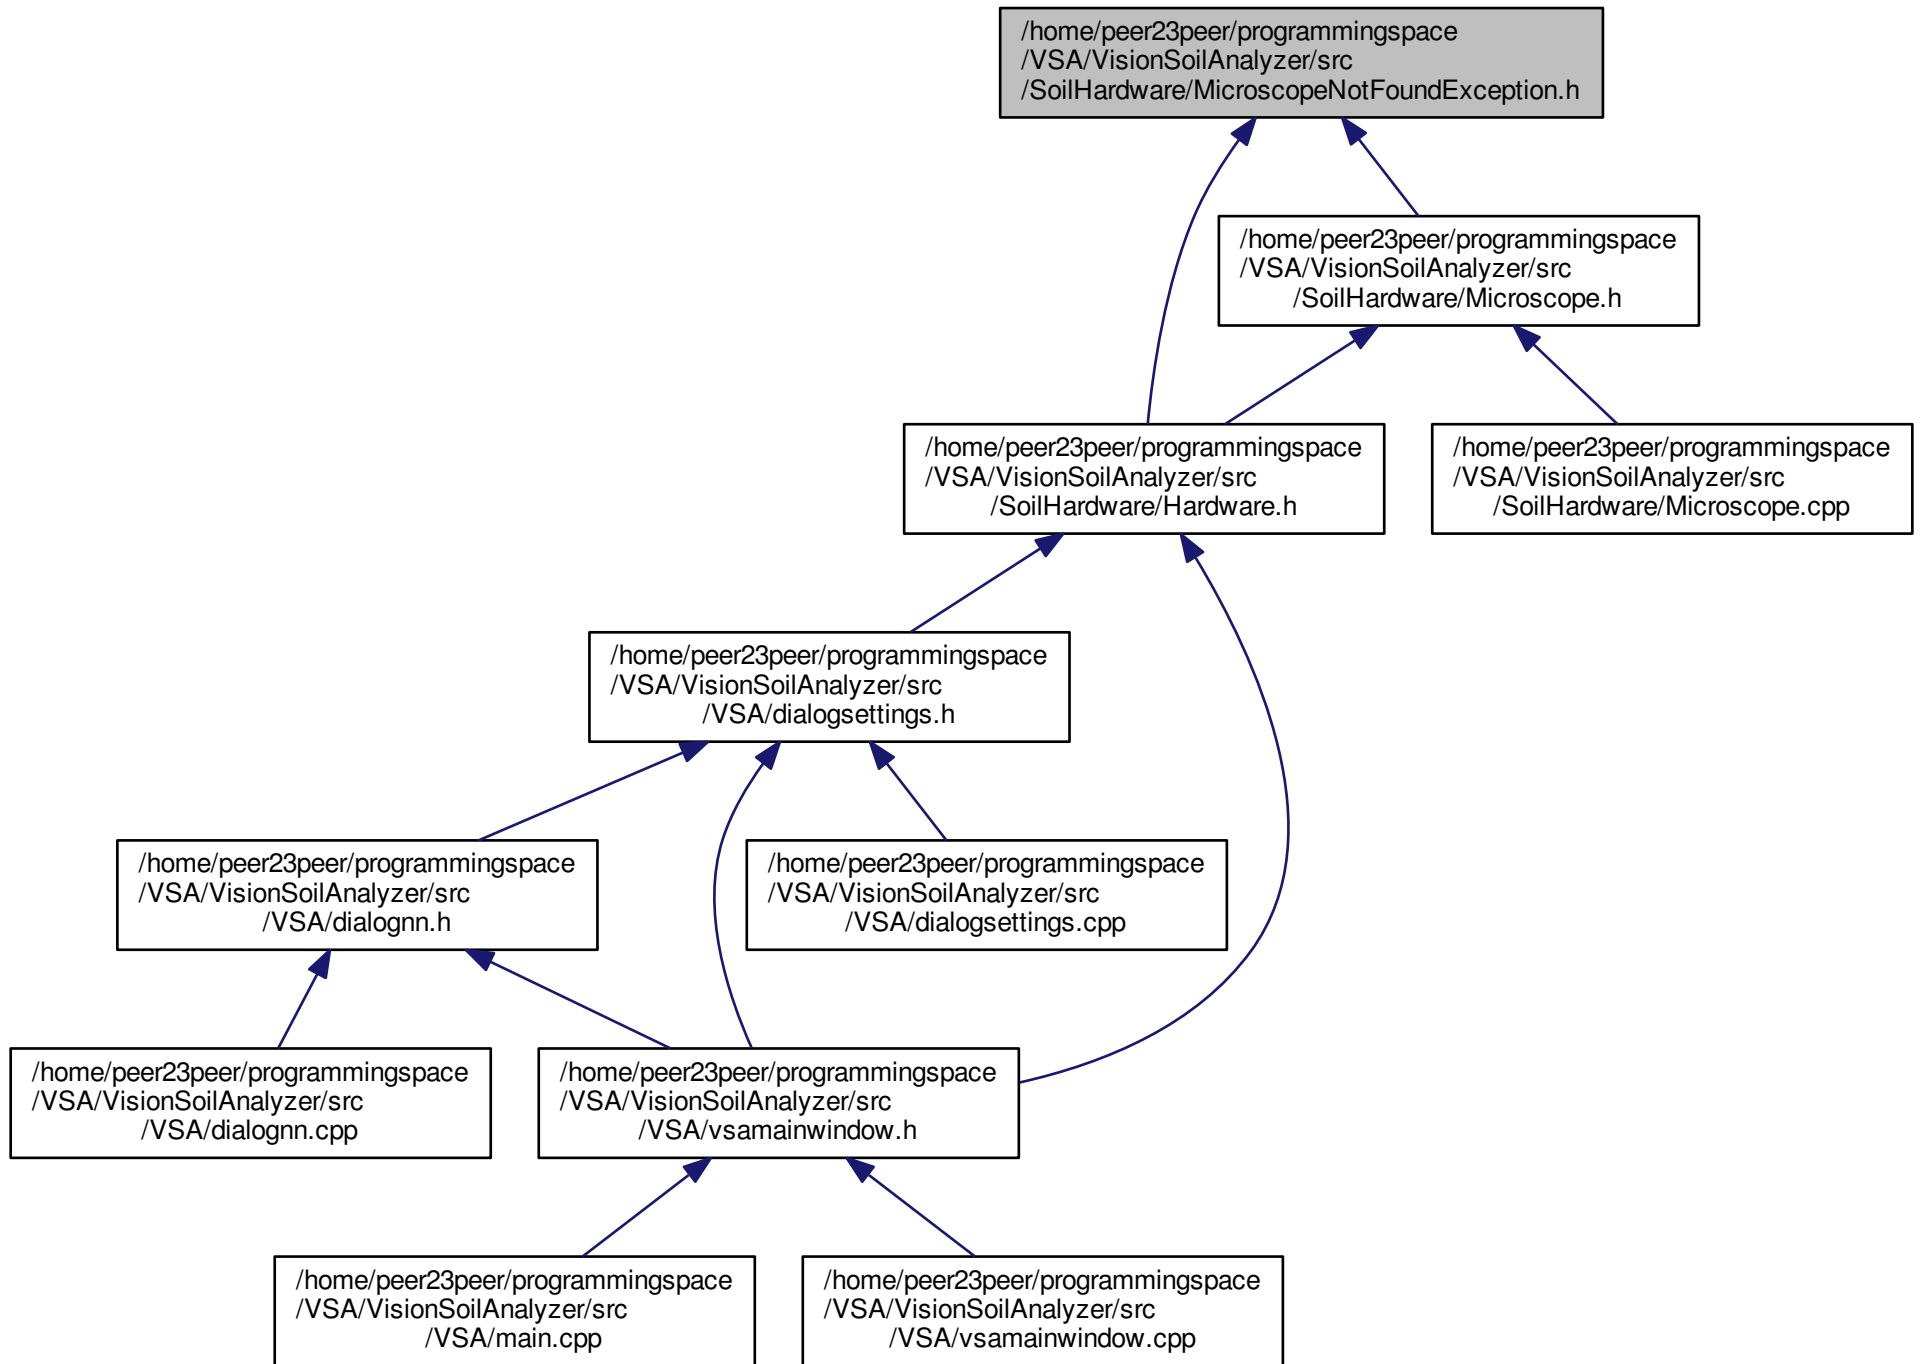 /home/peer23peer/programmingspace
/VSA/VisionSoilAnalyzer/src
/SoilHardware/MicroscopeNotFoundException.h
/home/peer23peer/programmingspace
/VSA/VisionSoilAnalyzer/src
/SoilHardware/Microscope.h
/home/peer23peer/programmingspace
/VSA/VisionSoilAnalyzer/src
/SoilHardware/Hardware.h
/home/peer23peer/programmingspace
/VSA/VisionSoilAnalyzer/src
/SoilHardware/Microscope.cpp
/home/peer23peer/programmingspace
/VSA/VisionSoilAnalyzer/src
/VSA/dialogsettings.h
/home/peer23peer/programmingspace
/VSA/VisionSoilAnalyzer/src
/VSA/dialognn.h
/home/peer23peer/programmingspace
/VSA/VisionSoilAnalyzer/src
/VSA/dialogsettings.cpp
/home/peer23peer/programmingspace
/VSA/VisionSoilAnalyzer/src
/VSA/dialognn.cpp
/home/peer23peer/programmingspace
/VSA/VisionSoilAnalyzer/src
/VSA/vsamainwindow.h
/home/peer23peer/programmingspace
/VSA/VisionSoilAnalyzer/src
/VSA/main.cpp
/home/peer23peer/programmingspace
/VSA/VisionSoilAnalyzer/src
/VSA/vsamainwindow.cpp